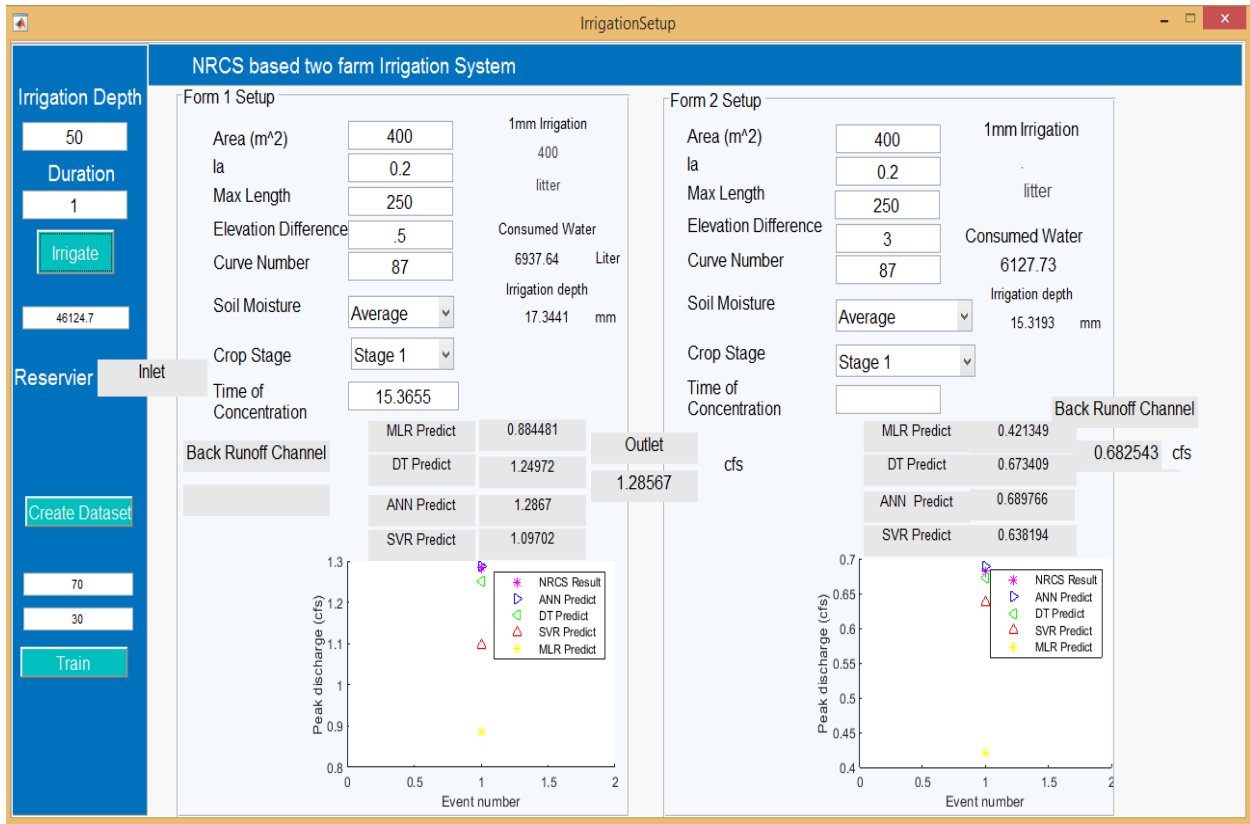 IrrigationSetup
NRCS based two farm Irrigation System
Irrigation Depth
50
Duration
1
Irrigate
46124.7
Reservier
Inlet
Create Dataset
70
30
Train
Form 1 Setup
Area (m^2)
400
Ia
0.2
Max Length
250
Elevation Difference
.5
Curve Number
87
Soil Moisture
Average
Crop Stage
Stage 1
Time of
Concentration
15.3655
1mm Irrigation
400
litter
Consumed Water
6937.64 Liter
Irrigation depth
17.3441 mm
Back Runoff Channel
MLR Predict 0.884481
DT Predict 1.24972
ANN Predict 1.2867
SVR Predict 1.09702
Outlet
1.28567
cfs
1.3
1.2
1.1
1
0.9
0.8
Peak discharge (cfs)
0 0.5 1 1.5 2
Event number
NRCS Result
ANN Predict
DT Predict
SVR Predict
MLR Predict
Form 2 Setup
Area (m^2)
400
Ia
0.2
Max Length
250
Elevation Difference
3
Curve Number
87
Soil Moisture
Average
Crop Stage
Stage 1
Time of
Concentration
1mm Irrigation
.
litter
Consumed Water
6127.73
Irrigation depth
15.3193 mm
Back Runoff Channel
0.682543 cfs
MLR Predict 0.421349
DT Predict 0.673409
ANN Predict 0.689766
SVR Predict 0.638194
0.7
0.65
0.6
0.55
0.5
0.45
0.4
Peak discharge (cfs)
0 0.5 1 1.5 2
Event number
NRCS Result
ANN Predict
DT Predict
SVR Predict
MLR Predict